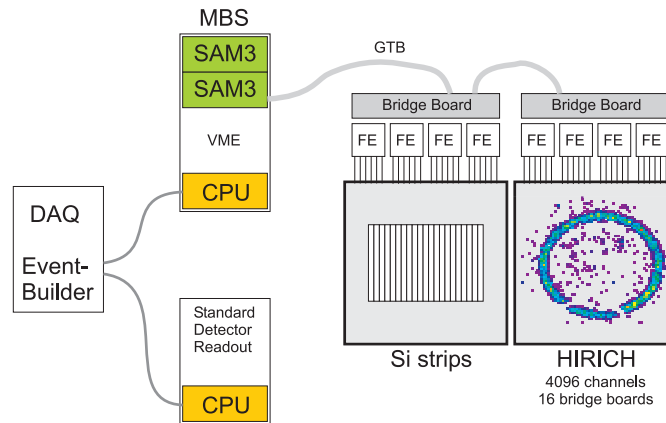 MBS
SAM3
SAM3
VME
CPU
GTB
Bridge Board
Bridge Board
FE
FE
FE
FE
FE
FE
FE
FE
DAQ
Event-
Builder
Standard
Detector
Readout
CPU
Si strips
HIRICH
4096 channels
16 bridge boards